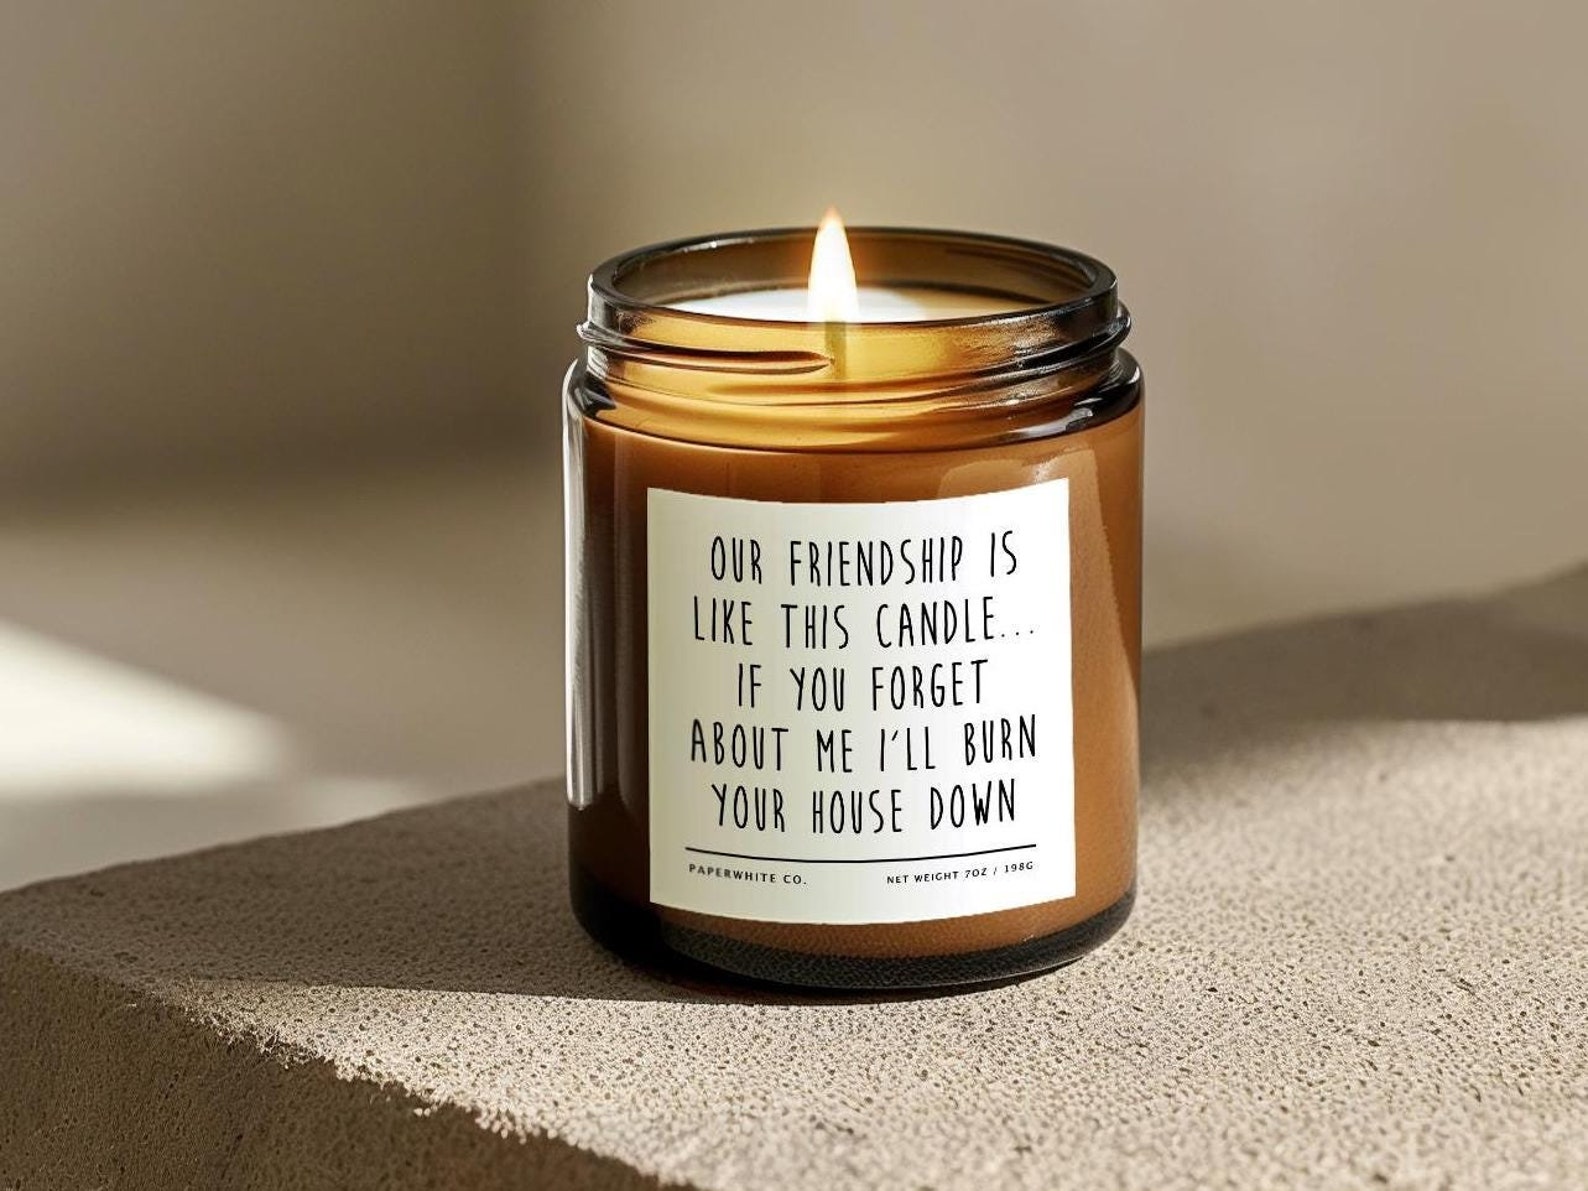 OUR FRIENDSHIP IS
LIKE THIS CANDLE...
IF YOU FORGET
ABOUT ME I'LL BURN
YOUR HOUSE DOWN
PAPERWHITE CO. NET WEIGHT 7OZ / 198G